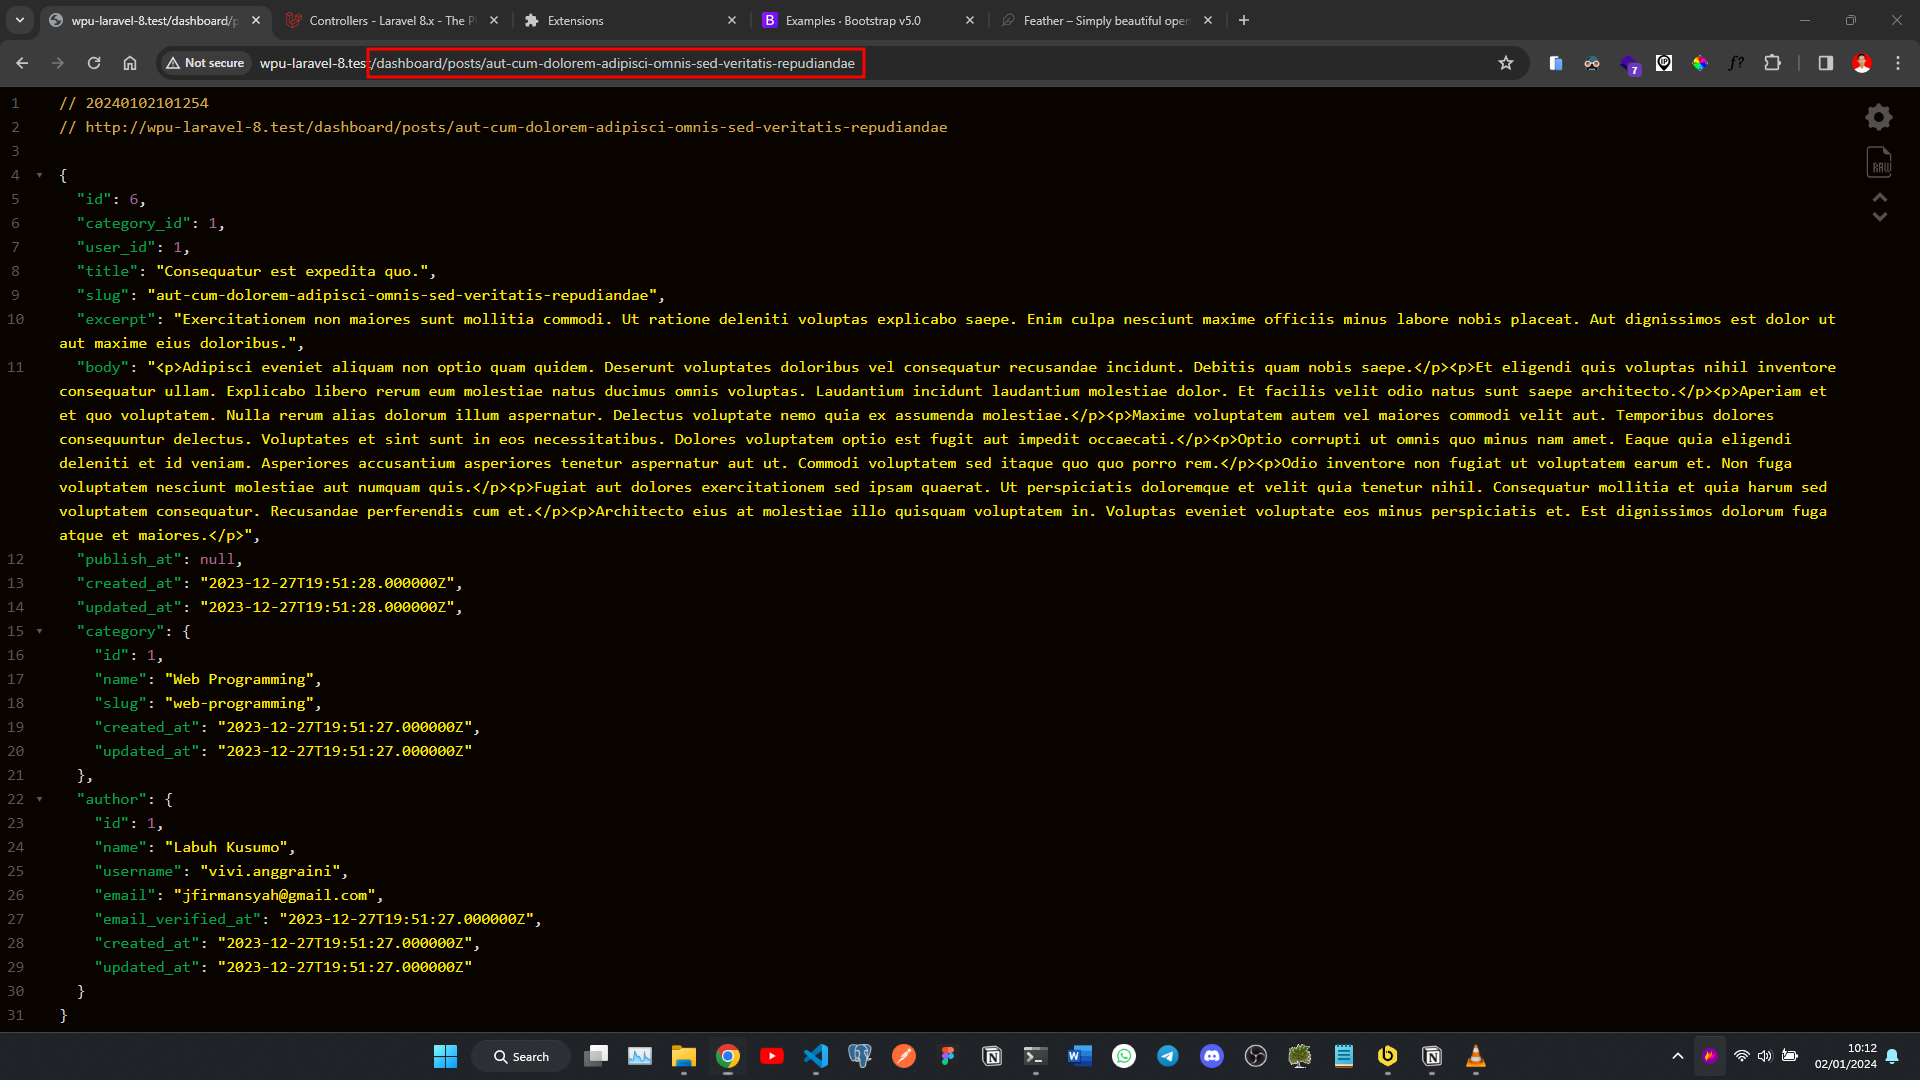 wpu-laravel-8.test/dashboard/p
Controllers - Laravel 8.x - The P
Extensions
Examples · Bootstrap v5.0
Feather – Simply beautiful open
Not secure
wpu-laravel-8.test/dashboard/posts/aut-cum-dolorem-adipisci-omnis-sed-veritatis-repudiandae
7
f?
1 // 20240102101254
2 // http://wpu-laravel-8.test/dashboard/posts/aut-cum-dolorem-adipisci-omnis-sed-veritatis-repudiandae
3
4 {
RAW
5 "id": 6,
6 "category_id": 1,
7 "user_id": 1,
8 "title": "Consequatur est expedita quo.",
9 "slug": "aut-cum-dolorem-adipisci-omnis-sed-veritatis-repudiandae",
10 "excerpt": "Exercitationem non maiores sunt mollitia commodi. Ut ratione deleniti voluptas explicabo saepe. Enim culpa nesciunt maxime officiis minus labore nobis placeat. Aut dignissimos est dolor ut
aut maxime eius doloribus.",
11 "body": "<p>Adipisci eveniet aliquam non optio quam quidem. Deserunt voluptates doloribus vel consequatur recusandae incidunt. Debitis quam nobis saepe.</p><p>Et eligendi quis voluptas nihil inventore
consequatur ullam. Explicabo libero rerum eum molestiae natus ducimus omnis voluptas. Laudantium incidunt laudantium molestiae dolor. Et facilis velit odio natus sunt saepe architecto.</p><p>Aperiam et
et quo voluptatem. Nulla rerum alias dolorum illum aspernatur. Delectus voluptate nemo quia ex assumenda molestiae.</p><p>Maxime voluptatem autem vel maiores commodi velit aut. Temporibus dolores
consequuntur delectus. Voluptates et sint sunt in eos necessitatibus. Dolores voluptatem optio est fugit aut impedit occaecati.</p><p>Optio corrupti ut omnis quo minus nam amet. Eaque quia eligendi
deleniti et id veniam. Asperiores accusantium asperiores tenetur aspernatur aut ut. Commodi voluptatem sed itaque quo quo porro rem.</p><p>Odio inventore non fugiat ut voluptatem earum et. Non fuga
voluptatem nesciunt molestiae aut numquam quis.</p><p>Fugiat aut dolores exercitationem sed ipsam quaerat. Ut perspiciatis doloremque et velit quia tenetur nihil. Consequatur mollitia et quia harum sed
voluptatem consequatur. Recusandae perferendis cum et.</p><p>Architecto eius at molestiae illo quisquam voluptatem in. Voluptas eveniet voluptate eos minus perspiciatis et. Est dignissimos dolorum fuga
atque et maiores.</p>",
12 "publish_at": null,
13 "created_at": "2023-12-27T19:51:28.000000Z",
14 "updated_at": "2023-12-27T19:51:28.000000Z",
15 "category": {
16 "id": 1,
17 "name": "Web Programming",
18 "slug": "web-programming",
19 "created_at": "2023-12-27T19:51:27.000000Z",
20 "updated_at": "2023-12-27T19:51:27.000000Z"
21 },
22 "author": {
23 "id": 1,
24 "name": "Labuh Kusumo",
25 "username": "vivi.anggraini",
26 "email": "jfirmansyah@gmail.com",
27 "email_verified_at": "2023-12-27T19:51:27.000000Z",
28 "created_at": "2023-12-27T19:51:27.000000Z",
29 "updated_at": "2023-12-27T19:51:27.000000Z"
30 }
31 }
Search
10:12
02/01/2024